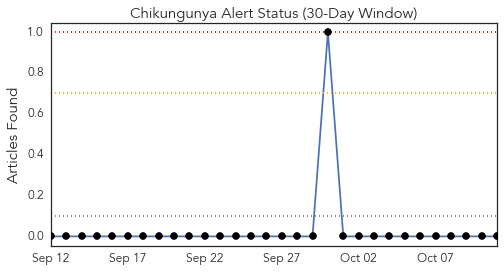 Chikungunya Alert Status (30-Day Window)
Articles Found
1.0
0.8
0.6
0.4
0.2
0.0
Sep 12 Sep 17 Sep 22 Sep 27 Oct 02 Oct 07